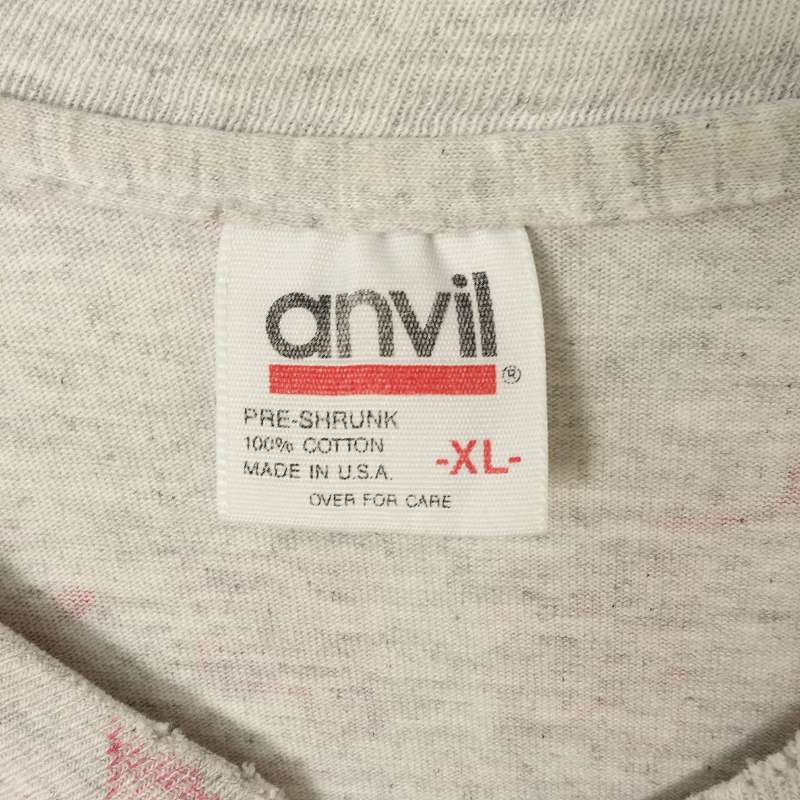 anvil
®
PRE-SHRUNK
100% COTTON
MADE IN U.S.A.
-XL-
OVER FOR CARE